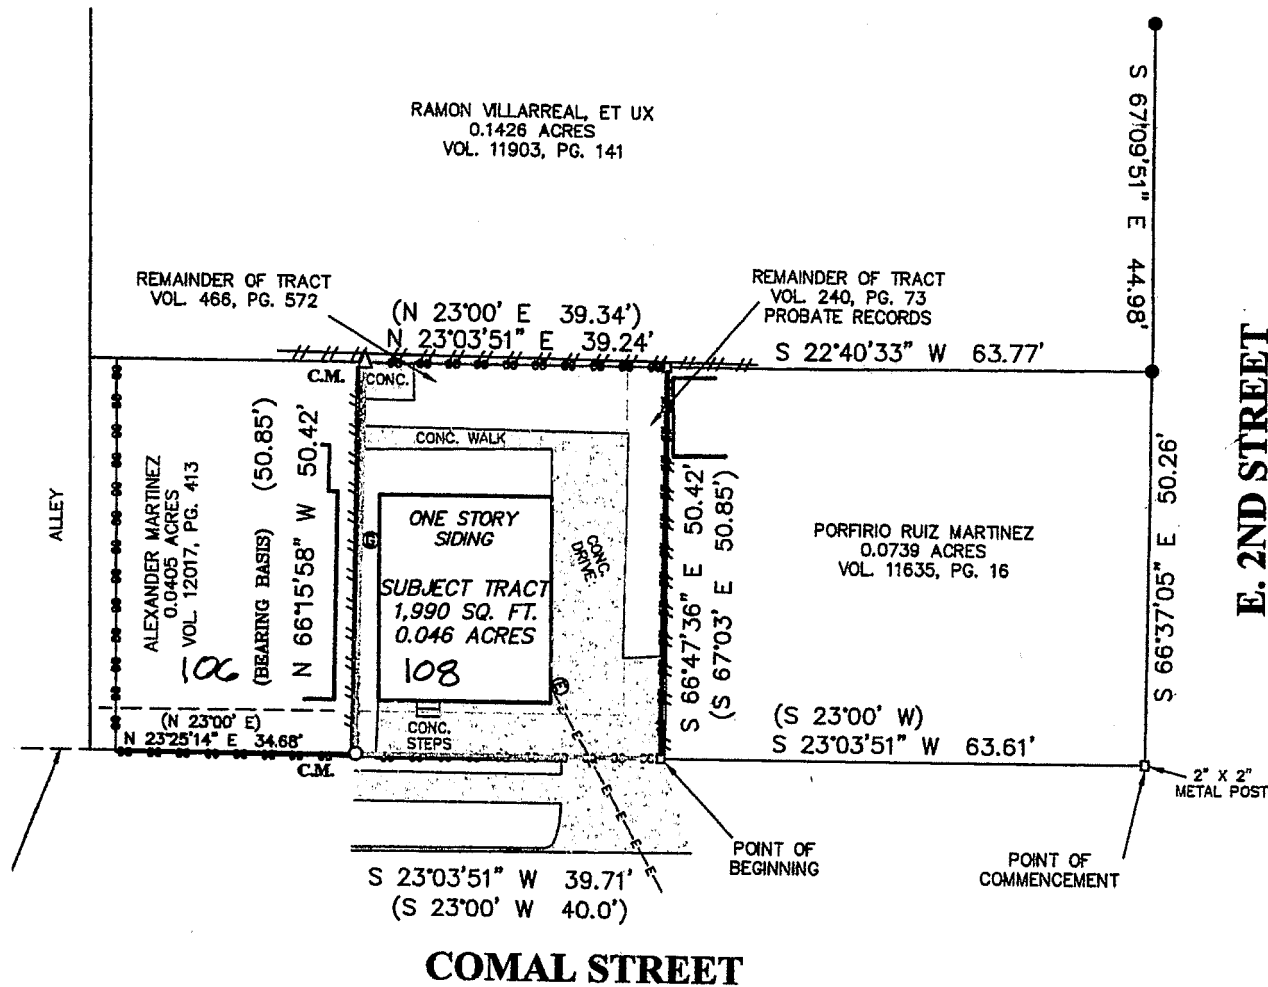 RAMON VILLARREAL, ET UX
0.1426 ACRES
VOL. 11903, PG. 141
S 67°09'51" E 44.98'
REMAINDER OF TRACT
VOL. 466, PG. 572
(N 23°00' E 39.34')
N 23°03'51" E 39.24'
REMAINDER OF TRACT
VOL. 240, PG. 73
PROBATE RECORDS
S 22°40'33" W 63.77'
C.M.
CONC.
CONC. WALK
ALLEY
ALEXANDER MARTINEZ
0.0405 ACRES
VOL. 12017, PG. 413
106
(BEARING BASIS) (50.85')
N 66°15'58" W 50.42'
E
ONE STORY
SIDING
SUBJECT TRACT
1,990 SQ. FT.
0.046 ACRES
108
CONC.
DRIVE
S 66°47'36" E 50.42'
(S 67°03' E 50.85')
PORFIRIO RUIZ MARTINEZ
0.0739 ACRES
VOL. 11635, PG. 16
S 66°37'05" E 50.26'
E. 2ND STREET
(N 23°00' E)
N 23°25'14" E 34.68'
C.M.
CONC.
STEPS
E
E
E
E
E
(S 23°00' W)
S 23°03'51" W 63.61'
2" X 2"
METAL POST
POINT OF
BEGINNING
POINT OF
COMMENCEMENT
S 23°03'51" W 39.71'
(S 23°00' W 40.0')
COMAL STREET